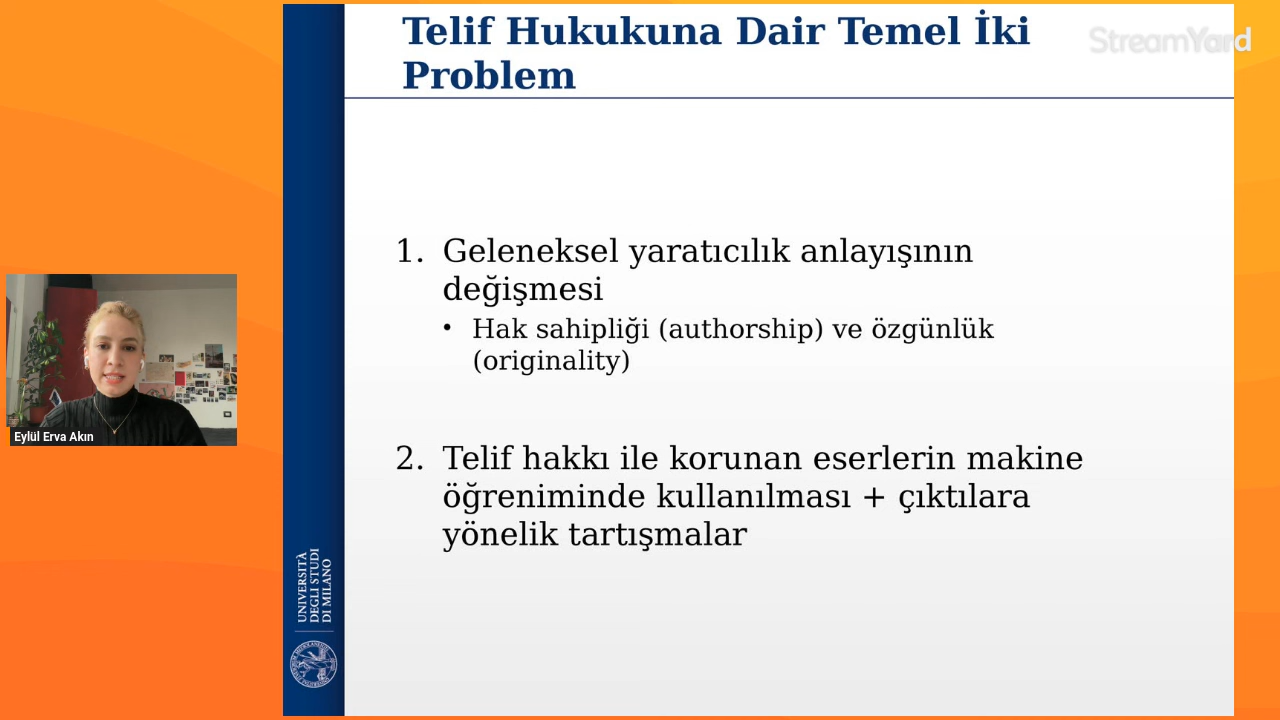 Telif Hukukuna Dair Temel İki
Problem
StreamYard
1. Geleneksel yaratıcılık anlayışının
değişmesi
• Hak sahipliği (authorship) ve özgünlük
(originality)
2. Telif hakkı ile korunan eserlerin makine
öğreniminde kullanılması + çıktılara
yönelik tartışmalar
Eylül Erva Akın
UNIVERSITÀ
DEGLI STUDI
DI MILANO